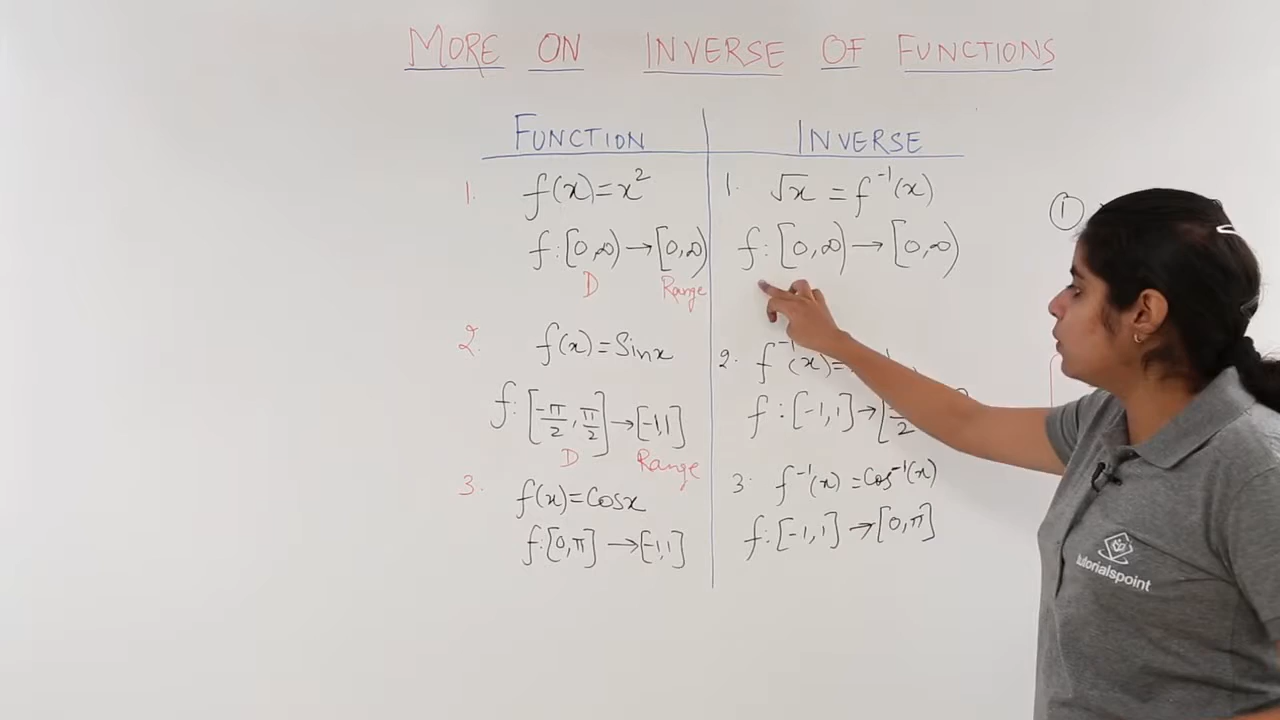 MORE ON INVERSE OF FUNCTIONS
FUNCTION
INVERSE
1. f(x)=x²
f:[0,∞)→[0,∞)
D Range
2. f(x)=Sinx
f:[-π/2,π/2]→[-1,1]
D Range
3. f(x)=Cosx
f:[0,π]→[-1,1]
1. √x=f⁻¹(x)
f:[0,∞)→[0,∞)
2. f⁻¹(x)=
f:[-1,1]→[
3. f⁻¹(x)=Cos⁻¹(x)
f:[-1,1]→[0,π]
①
tutorialspoint